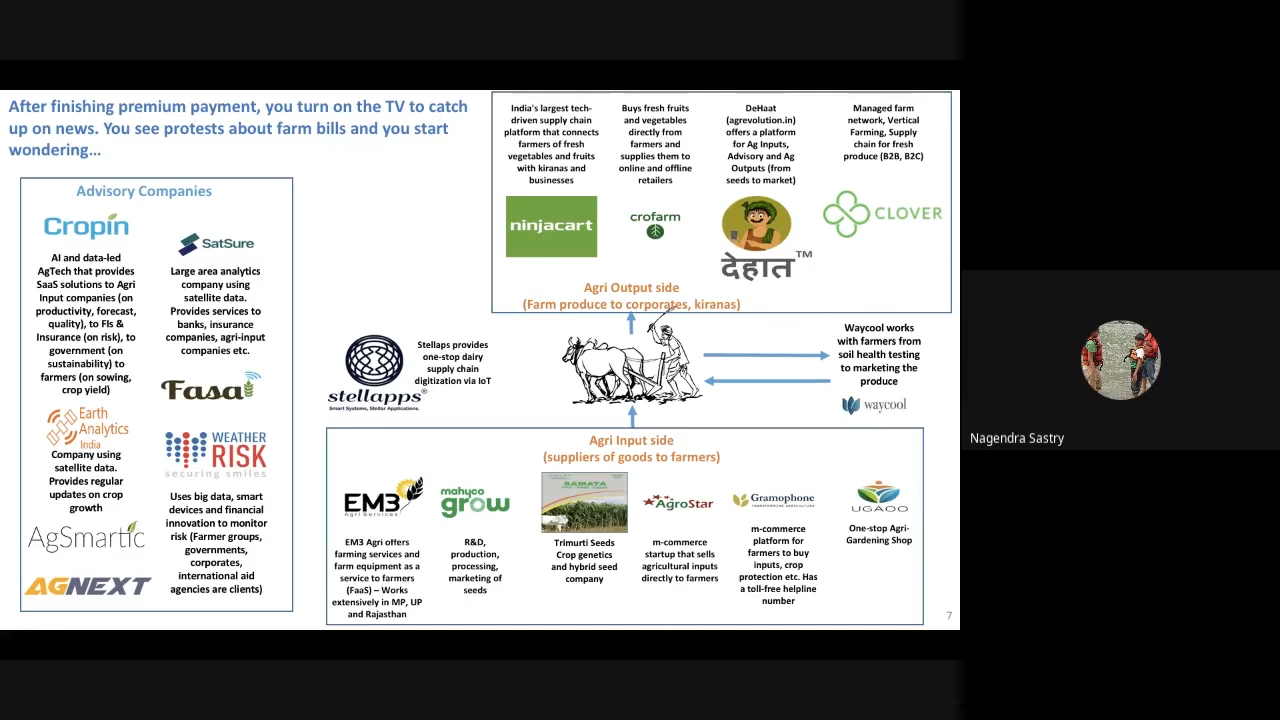 After finishing premium payment, you turn on the TV to catch
up on news. You see protests about farm bills and you start
wondering…
Advisory Companies
Cropin
AI and data-led
AgTech that provides
SaaS solutions to Agri
Input companies (on
productivity, forecast,
quality), to FIs &
Insurance (on risk), to
government (on
sustainability) to
farmers (on sowing,
crop yield)
Earth
Analytics
India
Company using
satellite data.
Provides regular
updates on crop
growth
AgSmartic
AGNEXT
SatSure
Large area analytics
company using
satellite data.
Provides services to
banks, insurance
companies, agri-input
companies etc.
Fasal
WEATHER
RISK
securing smiles
Uses big data, smart
devices and financial
innovation to monitor
risk (Farmer groups,
governments,
corporates,
international aid
agencies are clients)
India's largest tech-
driven supply chain
platform that connects
farmers of fresh
vegetables and fruits
with kiranas and
businesses
ninjacart
Buys fresh fruits
and vegetables
directly from
farmers and
supplies them to
online and offline
retailers
crofarm
DeHaat
(agrevolution.in)
offers a platform
for Ag Inputs,
Advisory and Ag
Outputs (from
seeds to market)
देहात TM
Managed farm
network, Vertical
Farming, Supply
chain for fresh
produce (B2B, B2C)
CLOVER
Agri Output side
(Farm produce to corporates, kiranas)
stellapps®
Smart Systems, Stellar Applications.
Stellaps provides
one-stop dairy
supply chain
digitization via IoT
Waycool works
with farmers from
soil health testing
to marketing the
produce
waycool
Agri Input side
(suppliers of goods to farmers)
EM3
Agri Services
EM3 Agri offers
farming services and
farm equipment as a
service to farmers
(FaaS) – Works
extensively in MP, UP
and Rajasthan
mahyco
grow
R&D,
production,
processing,
marketing of
seeds
SAMATA
Trimurti Seeds
Crop genetics
and hybrid seed
company
AgroStar
m-commerce
startup that sells
agricultural inputs
directly to farmers
Gramophone
TRANSFORMING AGRICULTURE
m-commerce
platform for
farmers to buy
inputs, crop
protection etc. Has
a toll-free helpline
number
UGAOO
One-stop Agri-
Gardening Shop
7
Nagendra Sastry